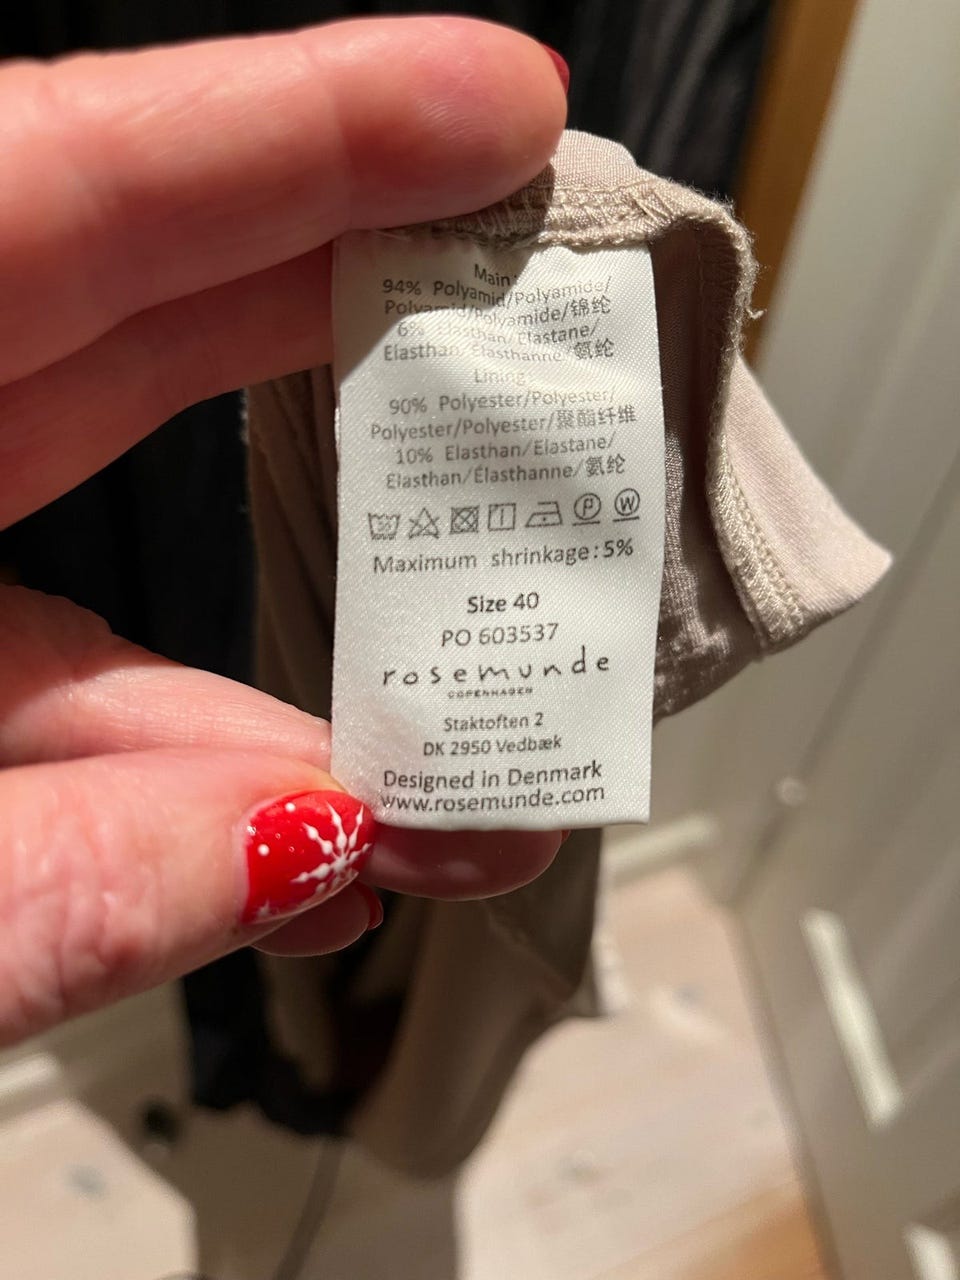 Main:
94% Polyamid/Polyamide/
Polyamid/Polyamide/锦纶
6% Elasthan/Elastane/
Elasthan/Élasthanne/氨纶
Lining:
90% Polyester/Polyester/
Polyester/Polyester/聚酯纤维
10% Elasthan/Elastane/
Elasthan/Élasthanne/氨纶
30 P W
Maximum shrinkage:5%
Size 40
PO 603537
rosemunde
COPENHAGEN
Staktoften 2
DK 2950 Vedbæk
Designed in Denmark
www.rosemunde.com